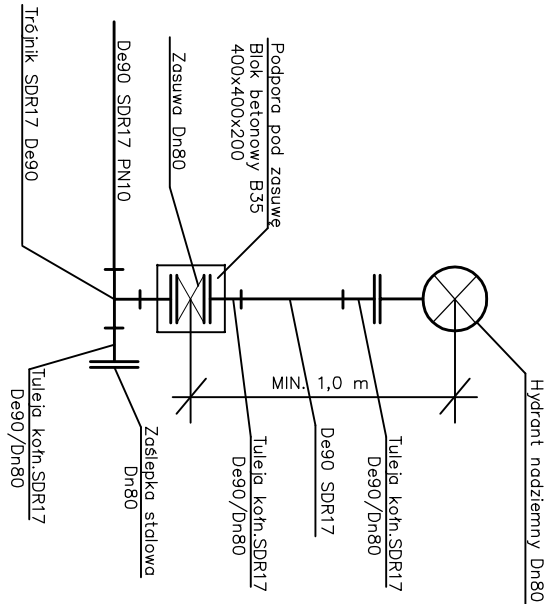 Trójnik SDR17 De90
De90 SDR17 PN10
Zasuwa Dn80
Podpora pod zasuwę
Blok betonowy B35
400x400x200
MIN. 1,0 m
Hydrant nadziemny Dn80
Tuleja kołn.SDR17
De90/Dn80
De90 SDR17
Tuleja kołn.SDR17
De90/Dn80
Zaślepka stalowa
Dn80
Tuleja kołn.SDR17
De90/Dn80